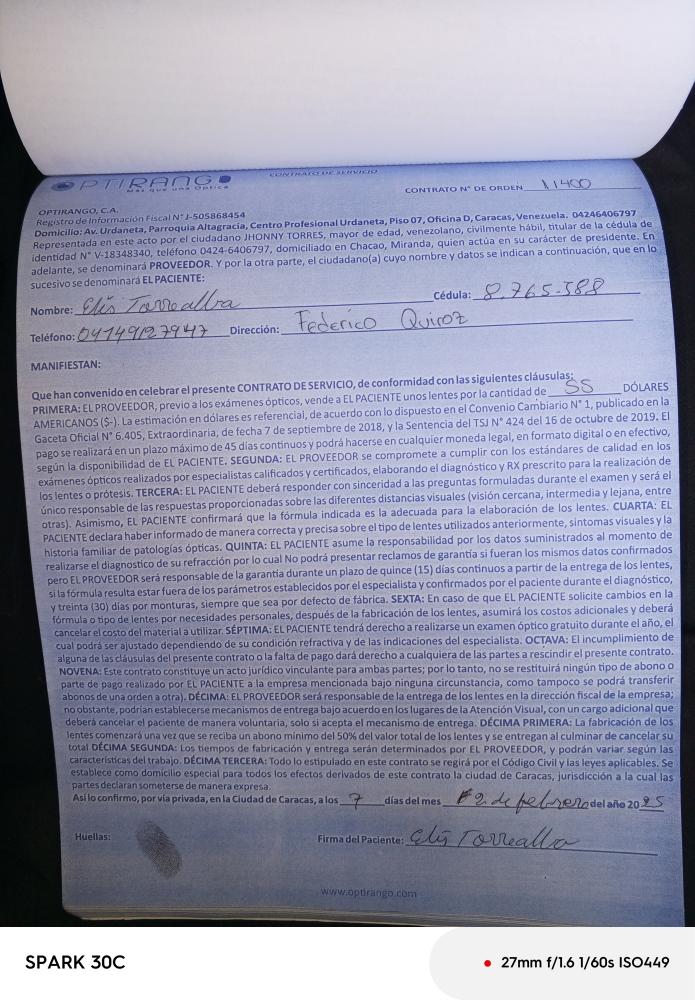 OPTIRANGO
Más que una Óptica
CONTRATO DE SERVICIO
CONTRATO N° DE ORDEN 11400
OPTIRANGO, C.A.
Registro de Información Fiscal N° J-505868454
Domicilio: Av. Urdaneta, Parroquia Altagracia, Centro Profesional Urdaneta, Piso 07, Oficina D, Caracas, Venezuela. 04246406797
Representada en este acto por el ciudadano JHONNY TORRES, mayor de edad, venezolano, civilmente hábil, titular de la cédula de
identidad N° V-18348340, teléfono 0424-6406797, domiciliado en Chacao, Miranda, quien actúa en su carácter de presidente. En
adelante, se denominará PROVEEDOR. Y por la otra parte, el ciudadano(a) cuyo nombre y datos se indican a continuación, que en lo
sucesivo se denominará EL PACIENTE:
Nombre: Elis Torrealba Cédula: 8.765.588
Teléfono: 04149127947 Dirección: Federico Quiroz
MANIFIESTAN:
Que han convenido en celebrar el presente CONTRATO DE SERVICIO, de conformidad con las siguientes cláusulas:
PRIMERA: EL PROVEEDOR, previo a los exámenes ópticos, vende a EL PACIENTE unos lentes por la cantidad de 55 DÓLARES
AMERICANOS ($-). La estimación en dólares es referencial, de acuerdo con lo dispuesto en el Convenio Cambiario N° 1, publicado en la
Gaceta Oficial N° 6.405, Extraordinaria, de fecha 7 de septiembre de 2018, y la Sentencia del TSJ N° 424 del 16 de octubre de 2019. El
pago se realizará en un plazo máximo de 45 días continuos y podrá hacerse en cualquier moneda legal, en formato digital o en efectivo,
según la disponibilidad de EL PACIENTE. SEGUNDA: EL PROVEEDOR se compromete a cumplir con los estándares de calidad en los
exámenes ópticos realizados por especialistas calificados y certificados, elaborando el diagnóstico y RX prescrito para la realización de
los lentes o prótesis. TERCERA: EL PACIENTE deberá responder con sinceridad a las preguntas formuladas durante el examen y será el
único responsable de las respuestas proporcionadas sobre las diferentes distancias visuales (visión cercana, intermedia y lejana, entre
otras). Asimismo, EL PACIENTE confirmará que la fórmula indicada es la adecuada para la elaboración de los lentes. CUARTA: EL
PACIENTE declara haber informado de manera correcta y precisa sobre el tipo de lentes utilizados anteriormente, sintomas visuales y la
historia familiar de patologías ópticas. QUINTA: EL PACIENTE asume la responsabilidad por los datos suministrados al momento de
realizarse el diagnostico de su refracción por lo cual No podrá presentar reclamos de garantía si fueran los mismos datos confirmados
pero EL PROVEEDOR será responsable de la garantía durante un plazo de quince (15) días continuos a partir de la entrega de los lentes,
si la fórmula resulta estar fuera de los parámetros establecidos por el especialista y confirmados por el paciente durante el diagnóstico,
y treinta (30) días por monturas, siempre que sea por defecto de fábrica. SEXTA: En caso de que EL PACIENTE solicite cambios en la
fórmula o tipo de lentes por necesidades personales, después de la fabricación de los lentes, asumirá los costos adicionales y deberá
cancelar el costo del material a utilizar. SÉPTIMA: EL PACIENTE tendrá derecho a realizarse un examen óptico gratuito durante el año, el
cual podrá ser ajustado dependiendo de su condición refractiva y de las indicaciones del especialista. OCTAVA: El incumplimiento de
alguna de las cláusulas del presente contrato o la falta de pago dará derecho a cualquiera de las partes a rescindir el presente contrato.
NOVENA: Este contrato constituye un acto jurídico vinculante para ambas partes; por lo tanto, no se restituirá ningún tipo de abono o
parte de pago realizado por EL PACIENTE a la empresa mencionada bajo ninguna circunstancia, como tampoco se podrá transferir
abonos de una orden a otra). DÉCIMA: EL PROVEEDOR será responsable de la entrega de los lentes en la dirección fiscal de la empresa;
no obstante, podrían establecerse mecanismos de entrega bajo acuerdo en los lugares de la Atención Visual, con un cargo adicional que
deberá cancelar el paciente de manera voluntaria, solo si acepta el mecanismo de entrega. DÉCIMA PRIMERA: La fabricación de los
lentes comenzará una vez que se reciba un abono mínimo del 50% del valor total de los lentes y se entregan al culminar de cancelar su
total DÉCIMA SEGUNDA: Los tiempos de fabricación y entrega serán determinados por EL PROVEEDOR, y podrán variar según las
características del trabajo. DÉCIMA TERCERA: Todo lo estipulado en este contrato se regirá por el Código Civil y las leyes aplicables. Se
establece como domicilio especial para todos los efectos derivados de este contrato la ciudad de Caracas, jurisdicción a la cual las
partes declaran someterse de manera expresa.
Así lo confirmo, por vía privada, en la Ciudad de Caracas, a los 7 días del mes 2 de febrero del año 2025
Huellas: Firma del Paciente: Elis Torrealba
www.optirango.com
SPARK 30C 27mm f/1.6 1/60s ISO449